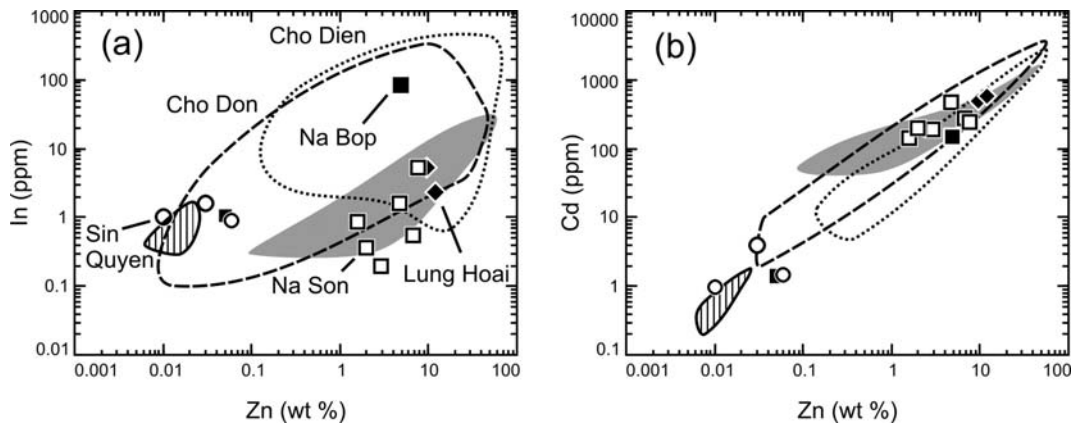 (a)
Cho Dien
Cho Don
Na Bop
Sin
Quyen
Na Son
Lung Hoai
In (ppm)
1000
100
10
1
0.1
0.01
0.001 0.01 0.1 1 10 100
Zn (wt %)
(b)
Cd (ppm)
10000
1000
100
10
1
0.1
0.001 0.01 0.1 1 10 100
Zn (wt %)